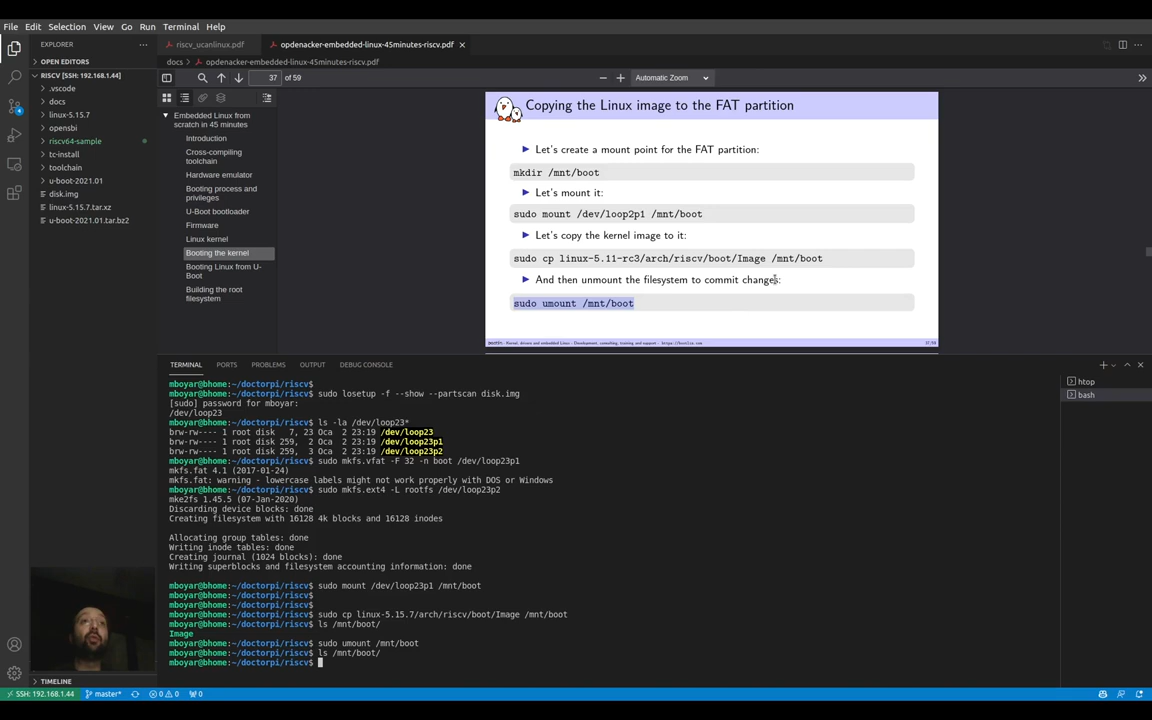 File Edit Selection View Go Run Terminal Help
EXPLORER
riscv_ucanlinux.pdf
opdenacker-embedded-linux-45minutes-riscv.pdf
OPEN EDITORS
docs > opdenacker-embedded-linux-45minutes-riscv.pdf
RISCV [SSH: 192.168.1.44]
.vscode
docs
linux-5.15.7
opensbi
riscv64-sample
tc-install
toolchain
u-boot-2021.01
disk.img
linux-5.15.7.tar.xz
u-boot-2021.01.tar.bz2
37 of 59
Automatic Zoom
Embedded Linux from
scratch in 45 minutes
Introduction
Cross-compiling
toolchain
Hardware emulator
Booting process and
privileges
U-Boot bootloader
Firmware
Linux kernel
Booting the kernel
Booting Linux from U-
Boot
Building the root
filesystem
Copying the Linux image to the FAT partition
Let's create a mount point for the FAT partition:
mkdir /mnt/boot
Let's mount it:
sudo mount /dev/loop2p1 /mnt/boot
Let's copy the kernel image to it:
sudo cp linux-5.11-rc3/arch/riscv/boot/Image /mnt/boot
And then unmount the filesystem to commit changes:
sudo umount /mnt/boot
bootlin - Kernel, drivers and embedded Linux - Development, consulting, training and support - https://bootlin.com
37/59
TERMINAL PORTS PROBLEMS OUTPUT DEBUG CONSOLE
htop
bash
mboyar@bhome:~/doctorpi/riscv$
mboyar@bhome:~/doctorpi/riscv$ sudo losetup -f --show --partscan disk.img
[sudo] password for mboyar:
/dev/loop23
mboyar@bhome:~/doctorpi/riscv$ ls -la /dev/loop23*
brw-rw---- 1 root disk   7, 23 Oca  2 23:19 /dev/loop23
brw-rw---- 1 root disk 259,  2 Oca  2 23:19 /dev/loop23p1
brw-rw---- 1 root disk 259,  3 Oca  2 23:19 /dev/loop23p2
mboyar@bhome:~/doctorpi/riscv$ sudo mkfs.vfat -F 32 -n boot /dev/loop23p1
mkfs.fat 4.1 (2017-01-24)
mkfs.fat: warning - lowercase labels might not work properly with DOS or Windows
mboyar@bhome:~/doctorpi/riscv$ sudo mkfs.ext4 -L rootfs /dev/loop23p2
mke2fs 1.45.5 (07-Jan-2020)
Discarding device blocks: done
Creating filesystem with 16128 4k blocks and 16128 inodes
Allocating group tables: done
Writing inode tables: done
Creating journal (1024 blocks): done
Writing superblocks and filesystem accounting information: done
mboyar@bhome:~/doctorpi/riscv$ sudo mount /dev/loop23p1 /mnt/boot
mboyar@bhome:~/doctorpi/riscv$
mboyar@bhome:~/doctorpi/riscv$
mboyar@bhome:~/doctorpi/riscv$ sudo cp linux-5.15.7/arch/riscv/boot/Image /mnt/boot
mboyar@bhome:~/doctorpi/riscv$ ls /mnt/boot/
Image
mboyar@bhome:~/doctorpi/riscv$ sudo umount /mnt/boot
mboyar@bhome:~/doctorpi/riscv$ ls /mnt/boot/
mboyar@bhome:~/doctorpi/riscv$
TIMELINE
SSH: 192.168.1.44 master* 0 0 0